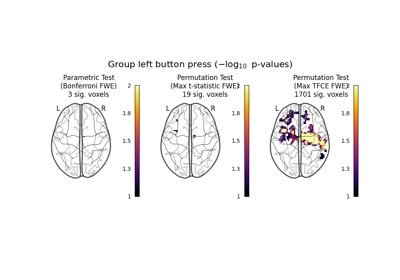 Group left button press (−log₁₀ p-values)
Parametric Test
(Bonferroni FWE)
3 sig. voxels
Permutation Test
(Max t-statistic FWE)
19 sig. voxels
Permutation Test
(Max TFCE FWE)
1701 sig. voxels
L R
2
1.8
1.5
1.3
1
L R
2
1.8
1.5
1.3
1
L R
2
1.8
1.5
1.3
1